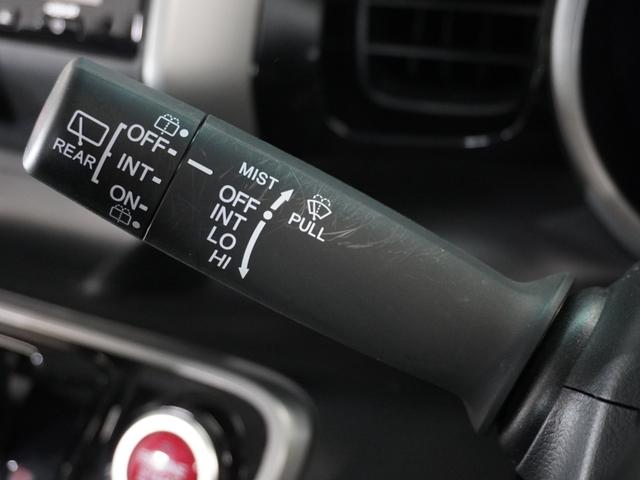 REAR
OFF
INT
ON
MIST
OFF
INT
LO
HI
PULL